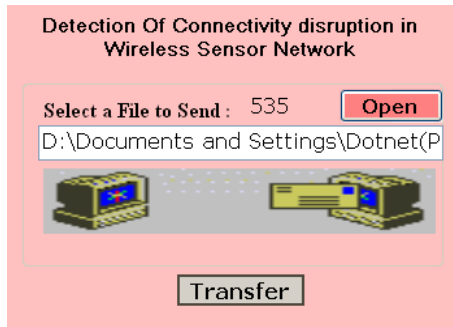 Detection Of Connectivity disruption in
Wireless Sensor Network
Select a File to Send : 535 Open
D:\Documents and Settings\Dotnet(P
Transfer